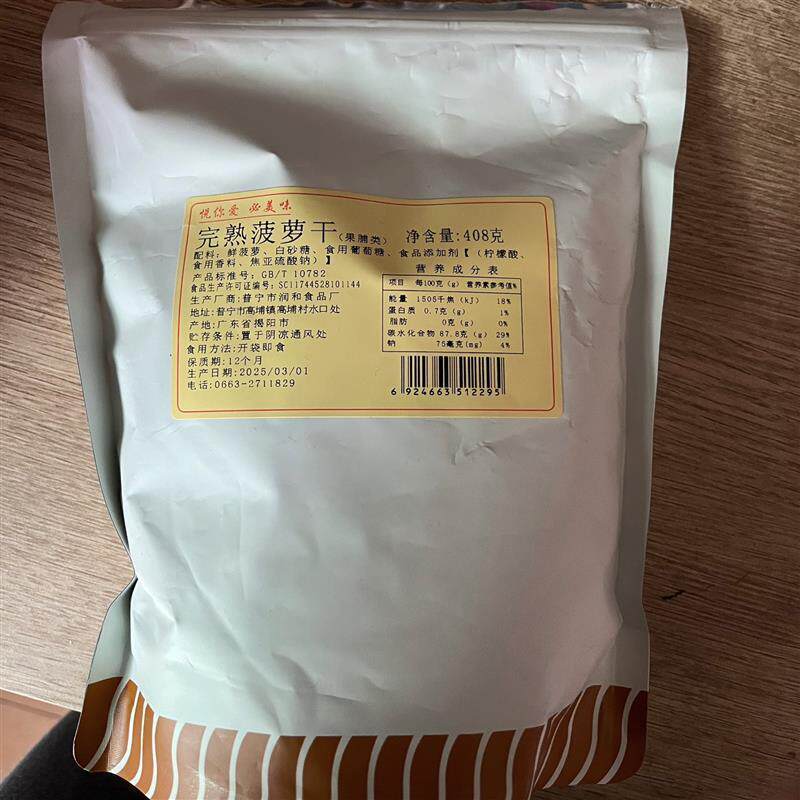 悦你爱 必美味
完熟菠萝干(果脯类) 净含量:408克
配料:鲜菠萝、白砂糖、食用葡萄糖、食品添加剂【(柠檬酸、
食用香料、焦亚硫酸钠)】
产品标准号:GB/T 10782
食品生产许可证编号:SC11744528101144
生产厂商:普宁市润和食品厂
地址:普宁市高埔镇高埔村水口处
产地:广东省揭阳市
贮存条件:置于阴凉通风处
食用方法:开袋即食
保质期:12个月
生产日期:2025/03/01
电话:0663-2711829
营养成分表
项目 每100克(g) 营养素参考值%
能量 1505千焦(kJ) 18%
蛋白质 0.7克(g) 1%
脂肪 0克(g) 0%
碳水化合物 87.8克(g) 29%
钠 75毫克(mg) 4%
6 924663 512295